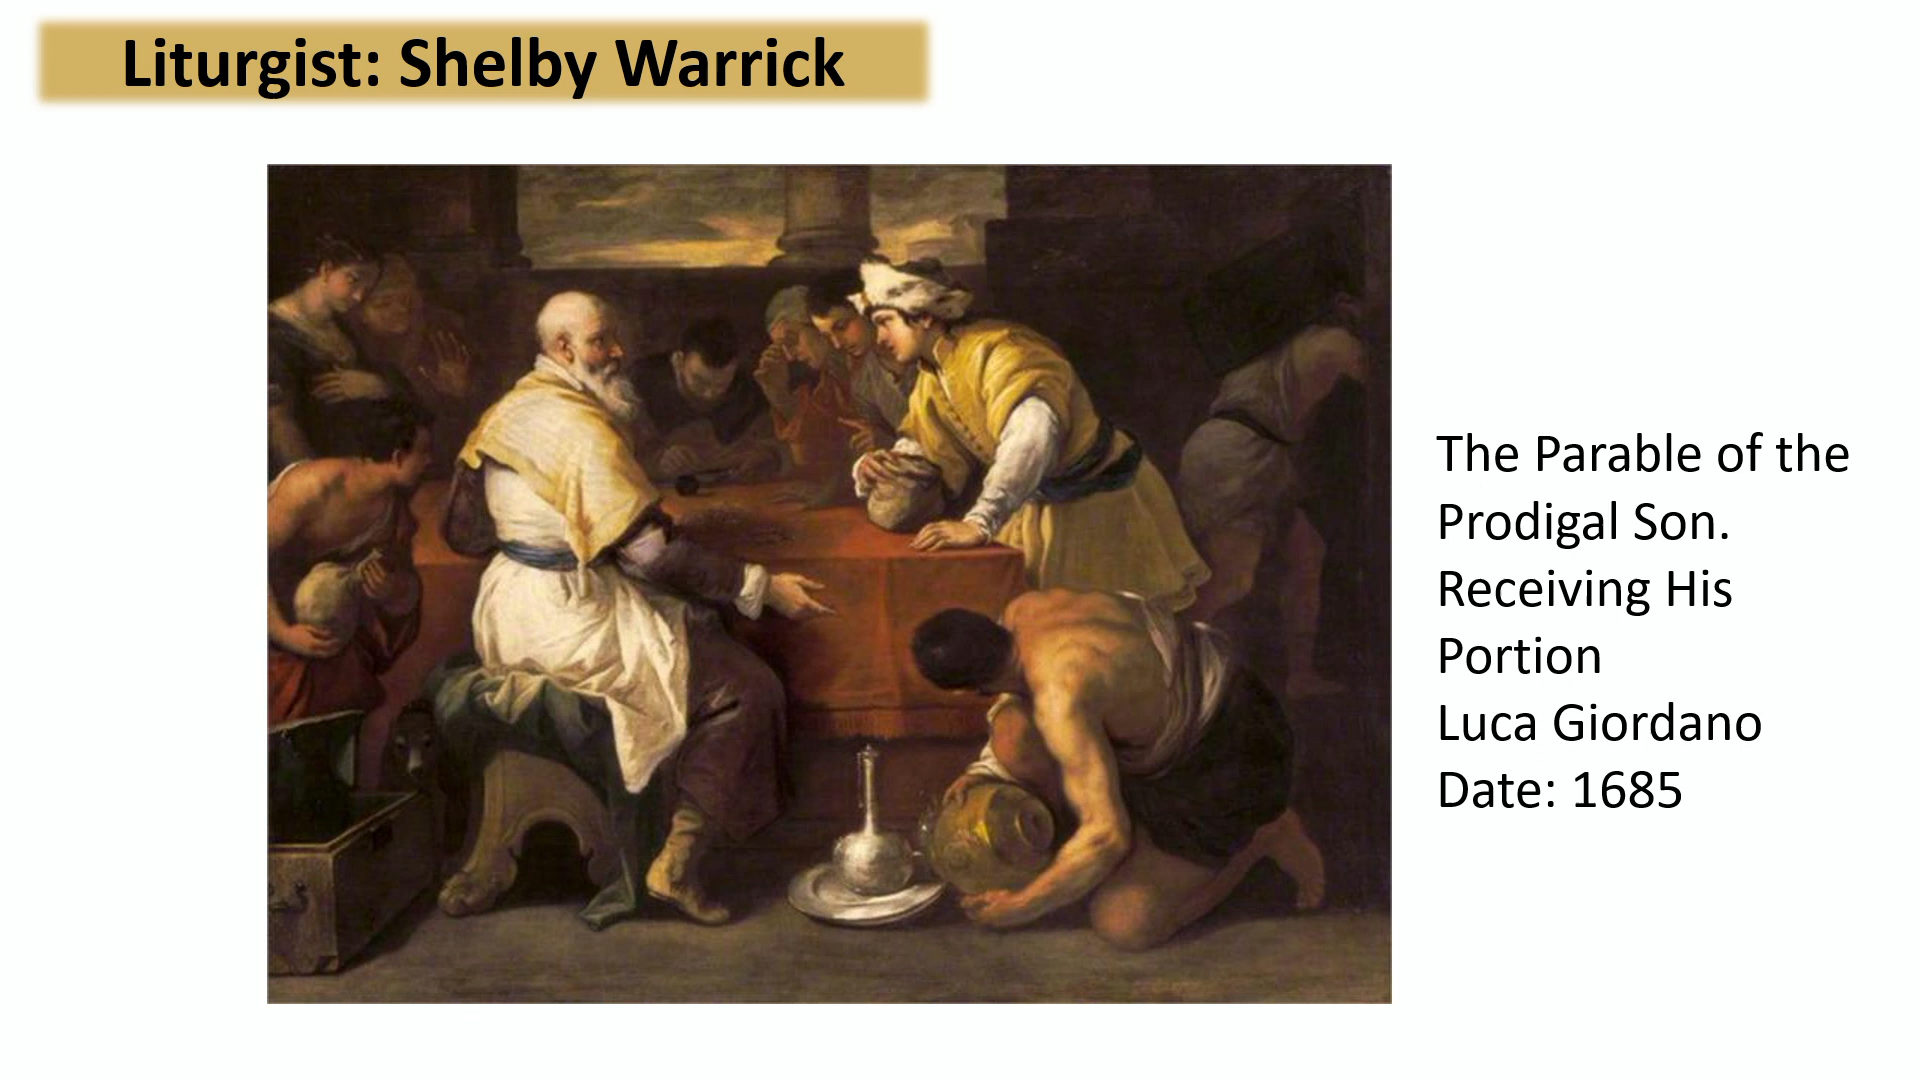 Liturgist: Shelby Warrick
The Parable of the
Prodigal Son.
Receiving His
Portion
Luca Giordano
Date: 1685